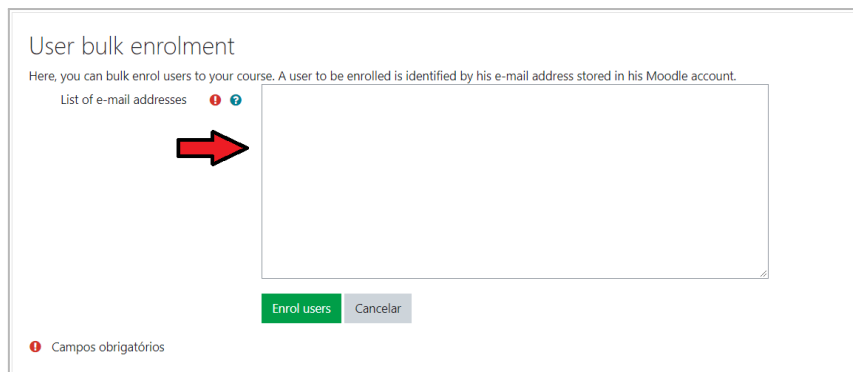 User bulk enrolment
Here, you can bulk enrol users to your course. A user to be enrolled is identified by his e-mail address stored in his Moodle account.
List of e-mail addresses
Enrol users Cancelar
Campos obrigatórios